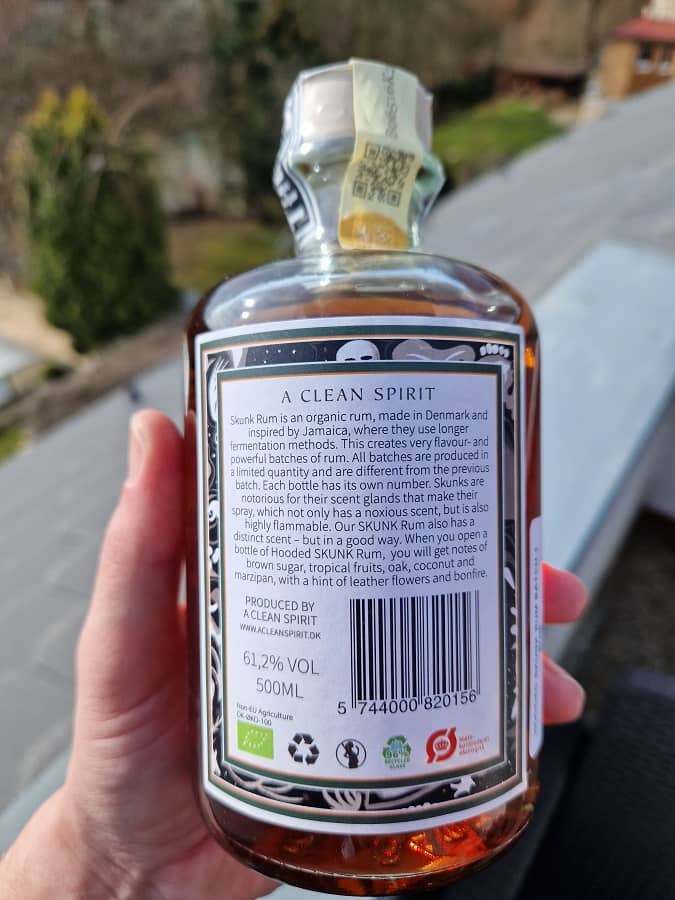 A CLEAN SPIRIT
Skunk Rum is an organic rum, made in Denmark and
inspired by Jamaica, where they use longer
fermentation methods. This creates very flavour- and
powerful batches of rum. All batches are produced in
a limited quantity and are different from the previous
batch. Each bottle has its own number. Skunks are
notorious for their scent glands that make their
spray, which not only has a noxious scent, but is also
highly flammable. Our SKUNK Rum also has a
distinct scent – but in a good way. When you open a
bottle of Hooded SKUNK Rum, you will get notes of
brown sugar, tropical fruits, oak, coconut and
marzipan, with a hint of leather flowers and bonfire.
PRODUCED BY
A CLEAN SPIRIT
WWW.ACLEANSPIRIT.DK
61,2% VOL
500ML
5 744000 820156
Non-EU Agriculture
DK-ØKO-100
96%
RECYCLED
GLASS
Ø
Stats-
kontrolleret
økologisk